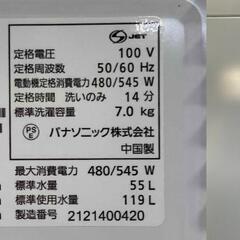 JET
定格電圧 100 V
定格周波数 50/60 Hz
電動機定格消費電力 480/545 W
定格時間 洗いのみ 14 分
標準洗濯容量 7.0 kg
PSE
パナソニック株式会社
中国製
最大消費電力 480/545 W
標準水量 55 L
標準使用水量 119 L
製造番号 2121400420